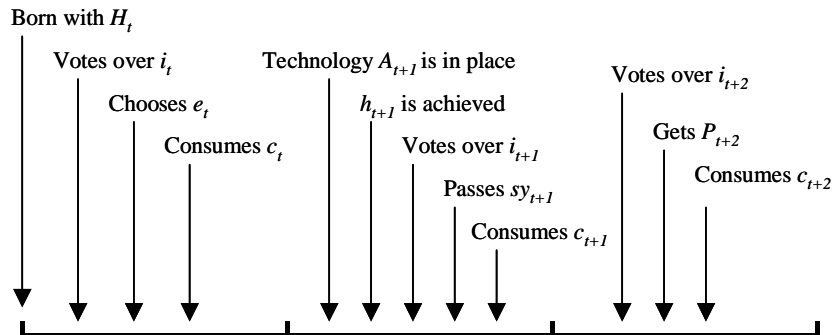 Born with H_t
Votes over i_t
Chooses e_t
Consumes c_t
Technology A_{t+1} is in place
h_{t+1} is achieved
Votes over i_{t+1}
Passes sy_{t+1}
Consumes c_{t+1}
Votes over i_{t+2}
Gets P_{t+2}
Consumes c_{t+2}